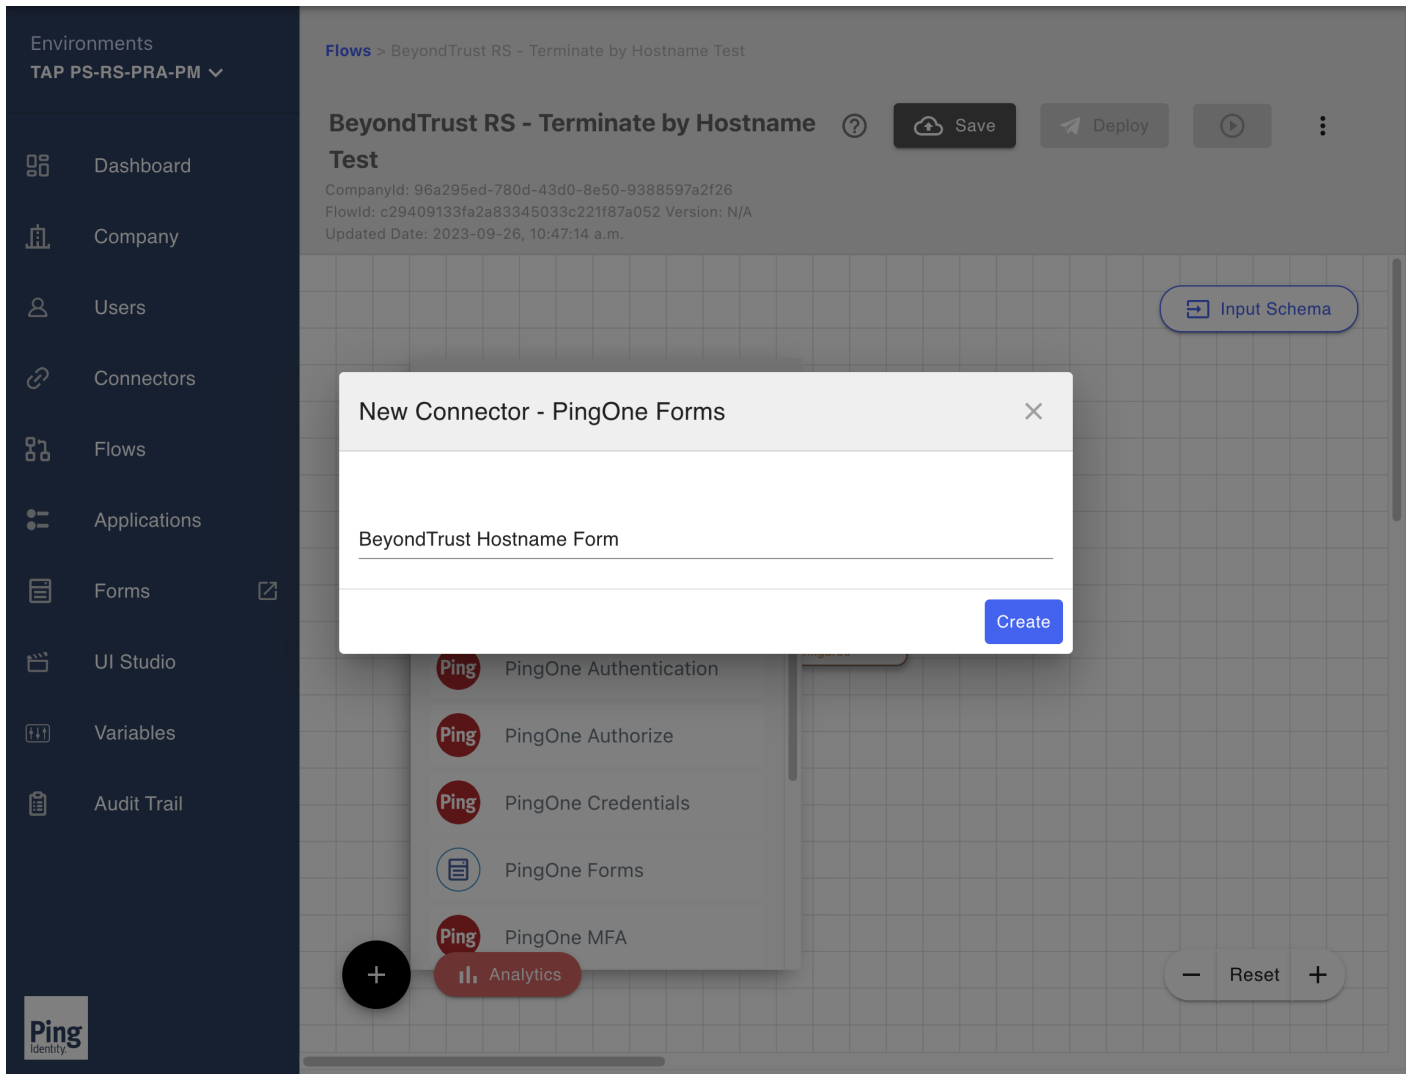 Environments
TAP PS-RS-PRA-PM
Dashboard
Company
Users
Connectors
Flows
Applications
Forms
UI Studio
Variables
Audit Trail
Ping
Identity.
Flows > BeyondTrust RS - Terminate by Hostname Test
BeyondTrust RS - Terminate by Hostname
Test
Save
Deploy
CompanyId: 96a295ed-780d-43d0-8e50-9388597a2f26
FlowId: c29409133fa2a83345033c221f87a052 Version: N/A
Updated Date: 2023-09-26, 10:47:14 a.m.
Input Schema
New Connector - PingOne Forms
BeyondTrust Hostname Form
Create
Ping PingOne Authentication
Ping PingOne Authorize
Ping PingOne Credentials
PingOne Forms
Ping PingOne MFA
Analytics
Reset